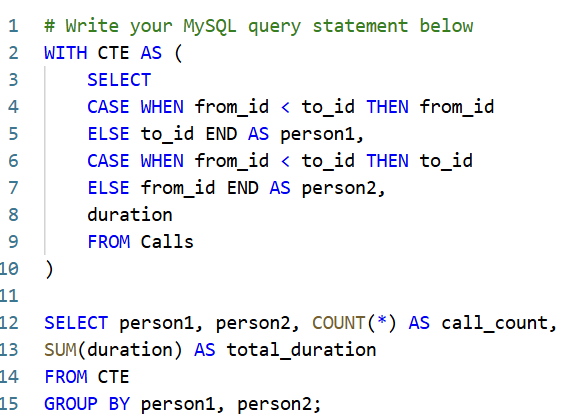 1 # Write your MySQL query statement below
2 WITH CTE AS (
3 SELECT
4 CASE WHEN from_id < to_id THEN from_id
5 ELSE to_id END AS person1,
6 CASE WHEN from_id < to_id THEN to_id
7 ELSE from_id END AS person2,
8 duration
9 FROM Calls
10 )
11
12 SELECT person1, person2, COUNT(*) AS call_count,
13 SUM(duration) AS total_duration
14 FROM CTE
15 GROUP BY person1, person2;